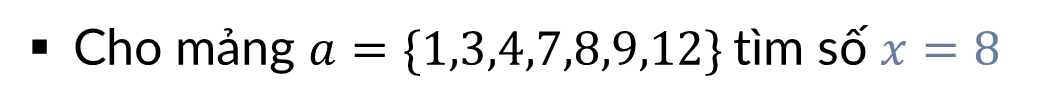 ▪ Cho mảng a = {1,3,4,7,8,9,12} tìm số x = 8